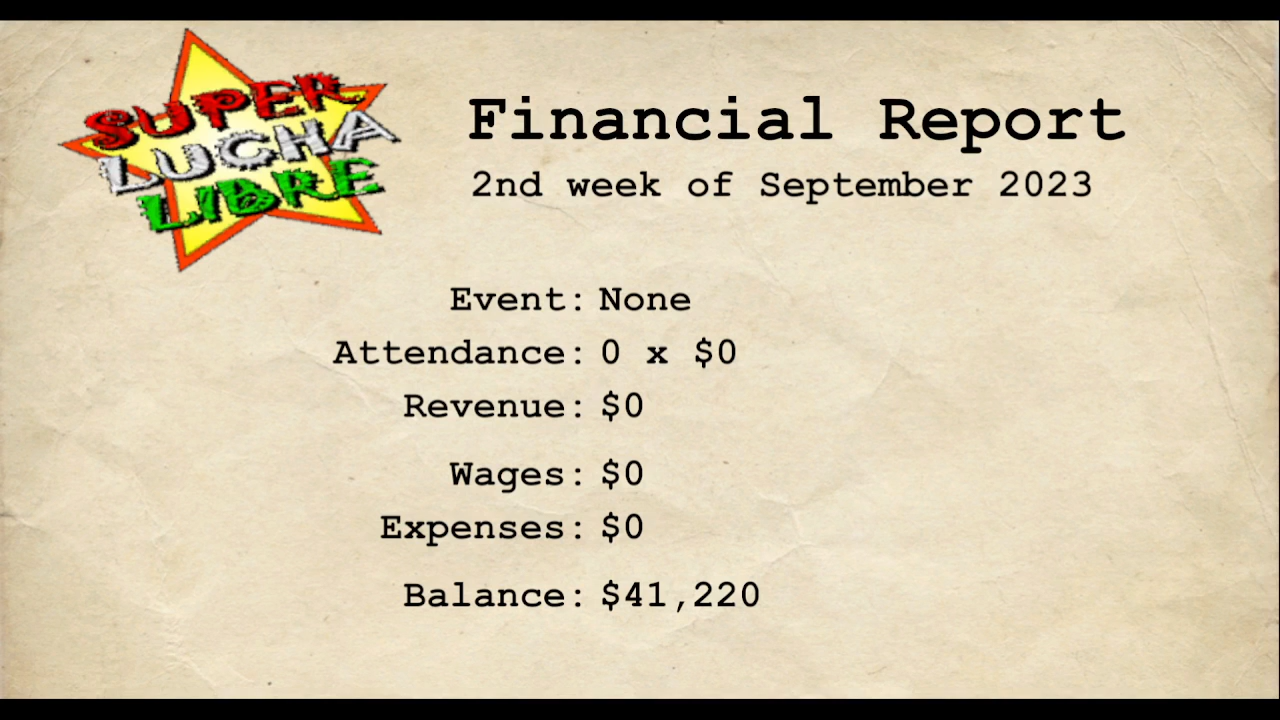 SUPER
LUCHA
LIBRE
Financial Report
2nd week of September 2023
Event: None
Attendance: 0 x $0
Revenue: $0
Wages: $0
Expenses: $0
Balance: $41,220